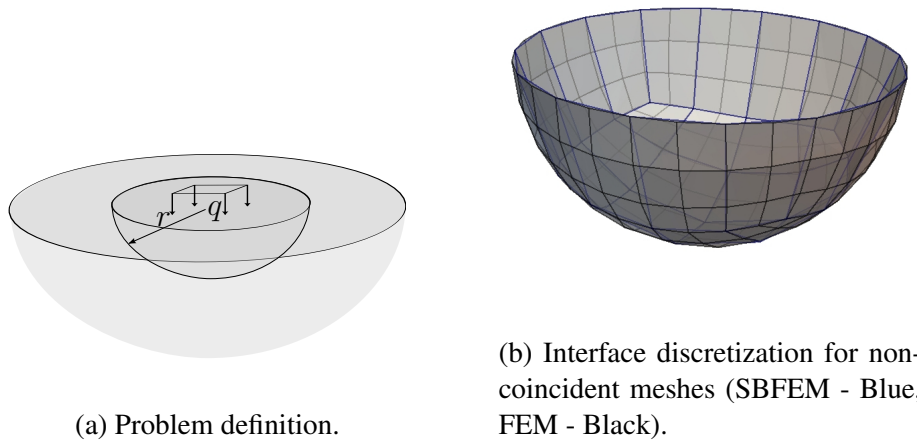 r
q
(a) Problem definition.
(b) Interface discretization for non-
coincident meshes (SBFEM - Blue,
FEM - Black).